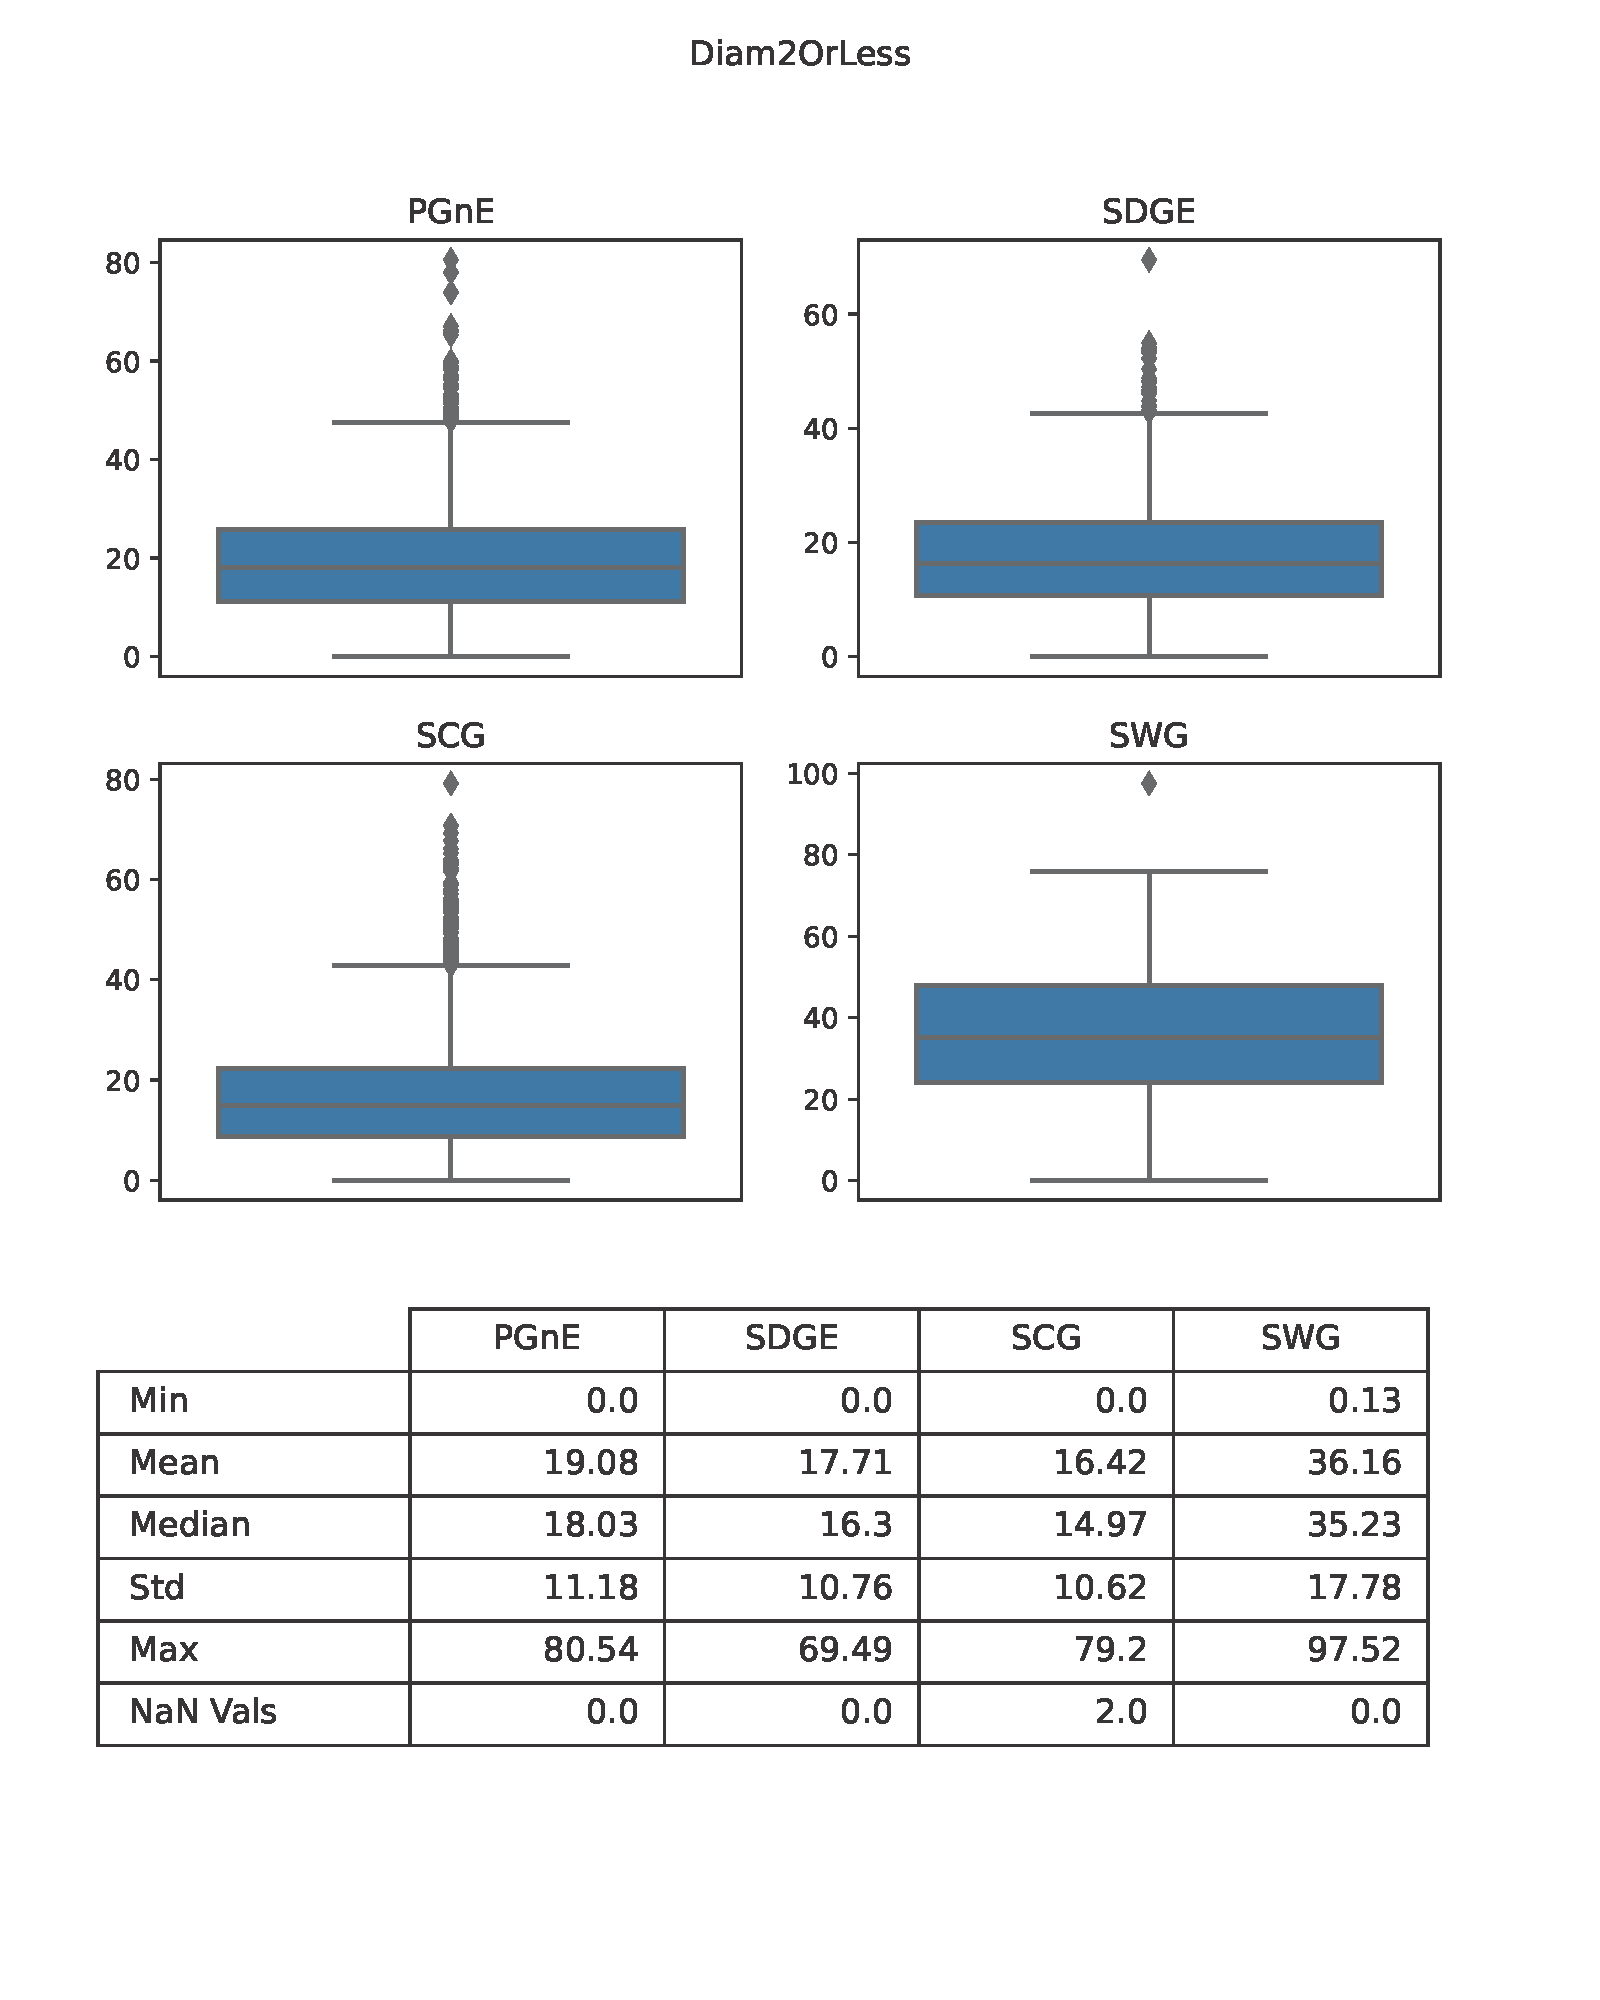 Diam2OrLess
PGnE
80
60
40
20
0
SDGE
60
40
20
0
SCG
80
60
40
20
0
SWG
100
80
60
40
20
0
PGnE SDGE SCG SWG
Min 0.0 0.0 0.0 0.13
Mean 19.08 17.71 16.42 36.16
Median 18.03 16.3 14.97 35.23
Std 11.18 10.76 10.62 17.78
Max 80.54 69.49 79.2 97.52
NaN Vals 0.0 0.0 2.0 0.0